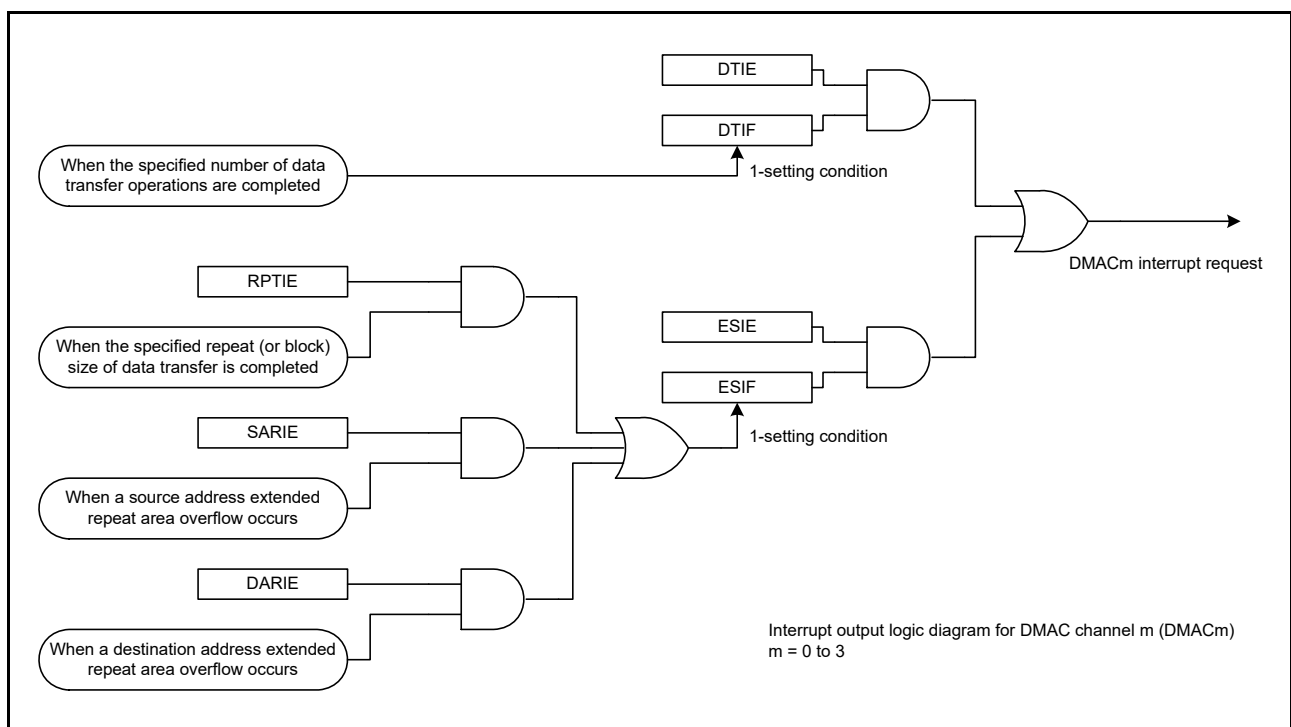 DTIE
DTIF
When the specified number of data
transfer operations are completed
1-setting condition
DMACm interrupt request
RPTIE
When the specified repeat (or block)
size of data transfer is completed
ESIE
ESIF
1-setting condition
SARIE
When a source address extended
repeat area overflow occurs
DARIE
When a destination address extended
repeat area overflow occurs
Interrupt output logic diagram for DMAC channel m (DMACm)
m = 0 to 3